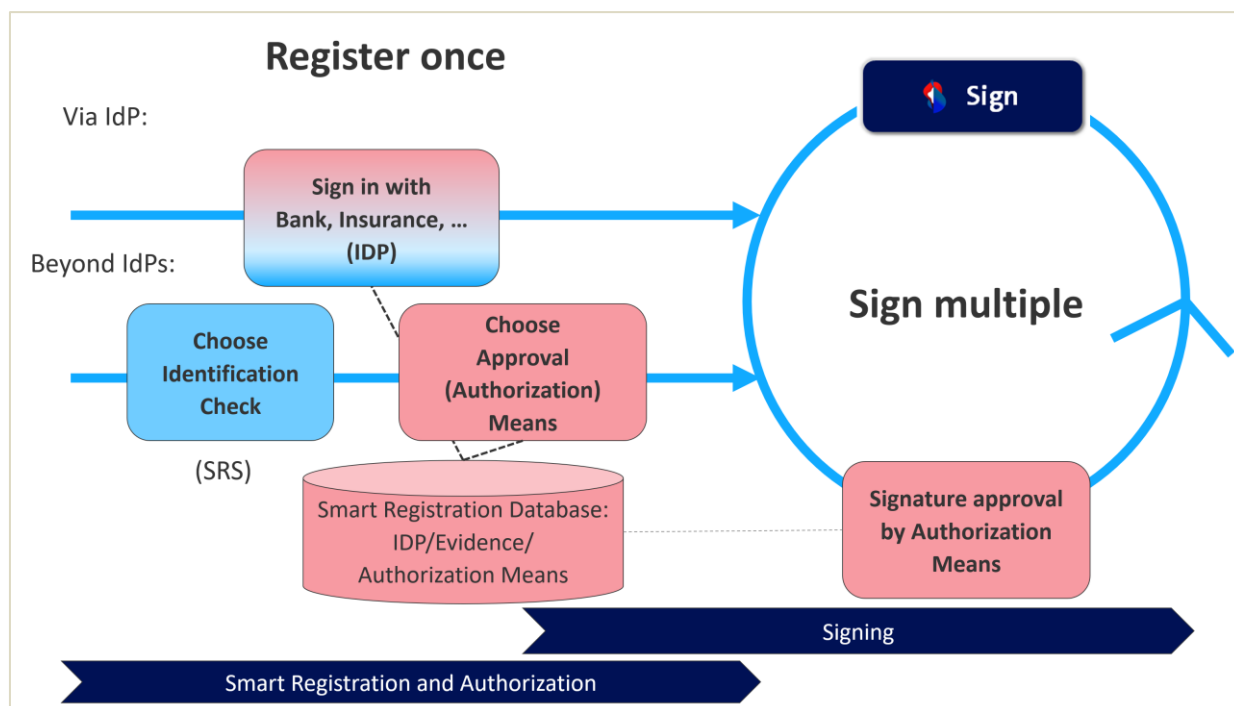 Register once
Sign
Via IdP:
Sign in with
Bank, Insurance, ...
(IDP)
Beyond IdPs:
Choose
Identification
Check
Choose
Approval
(Authorization)
Means
Sign multiple
(SRS)
Smart Registration Database:
IDP/Evidence/
Authorization Means
Signature approval
by Authorization
Means
Signing
Smart Registration and Authorization